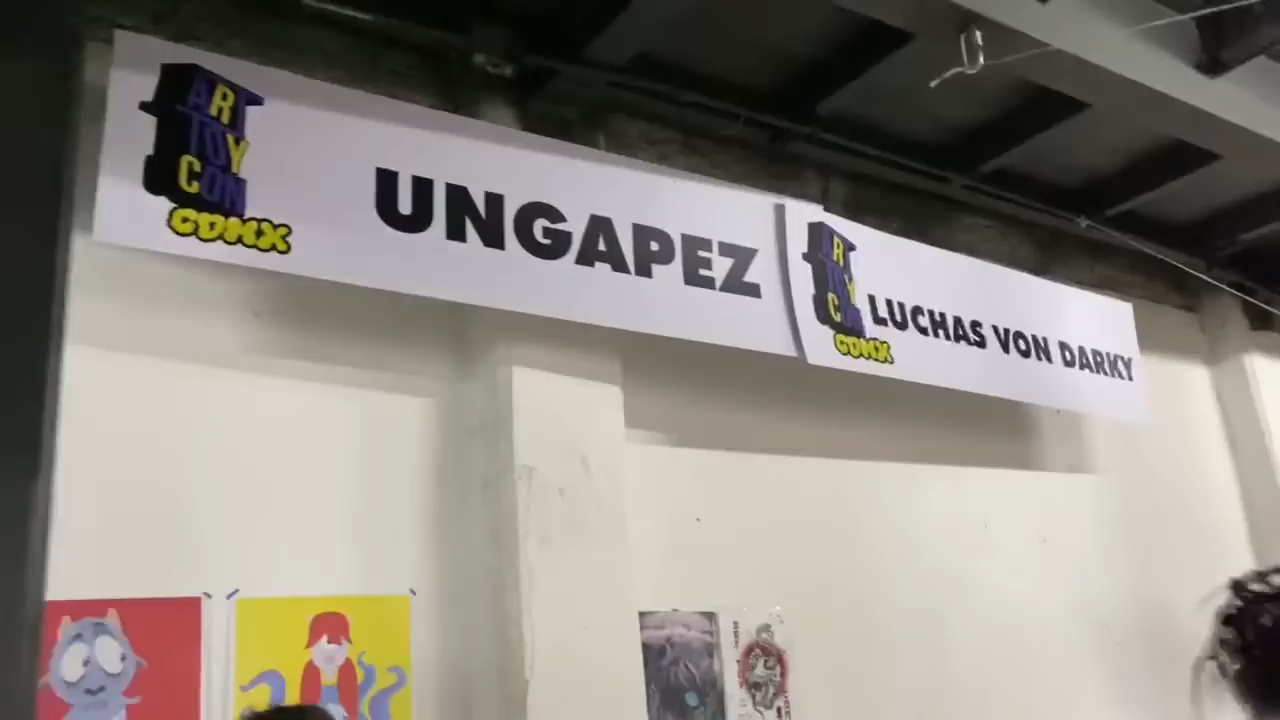 ART
TOY
CON
CDMX
UNGAPEZ
ART
TOY
CON
CDMX
LUCHAS VON DARKY